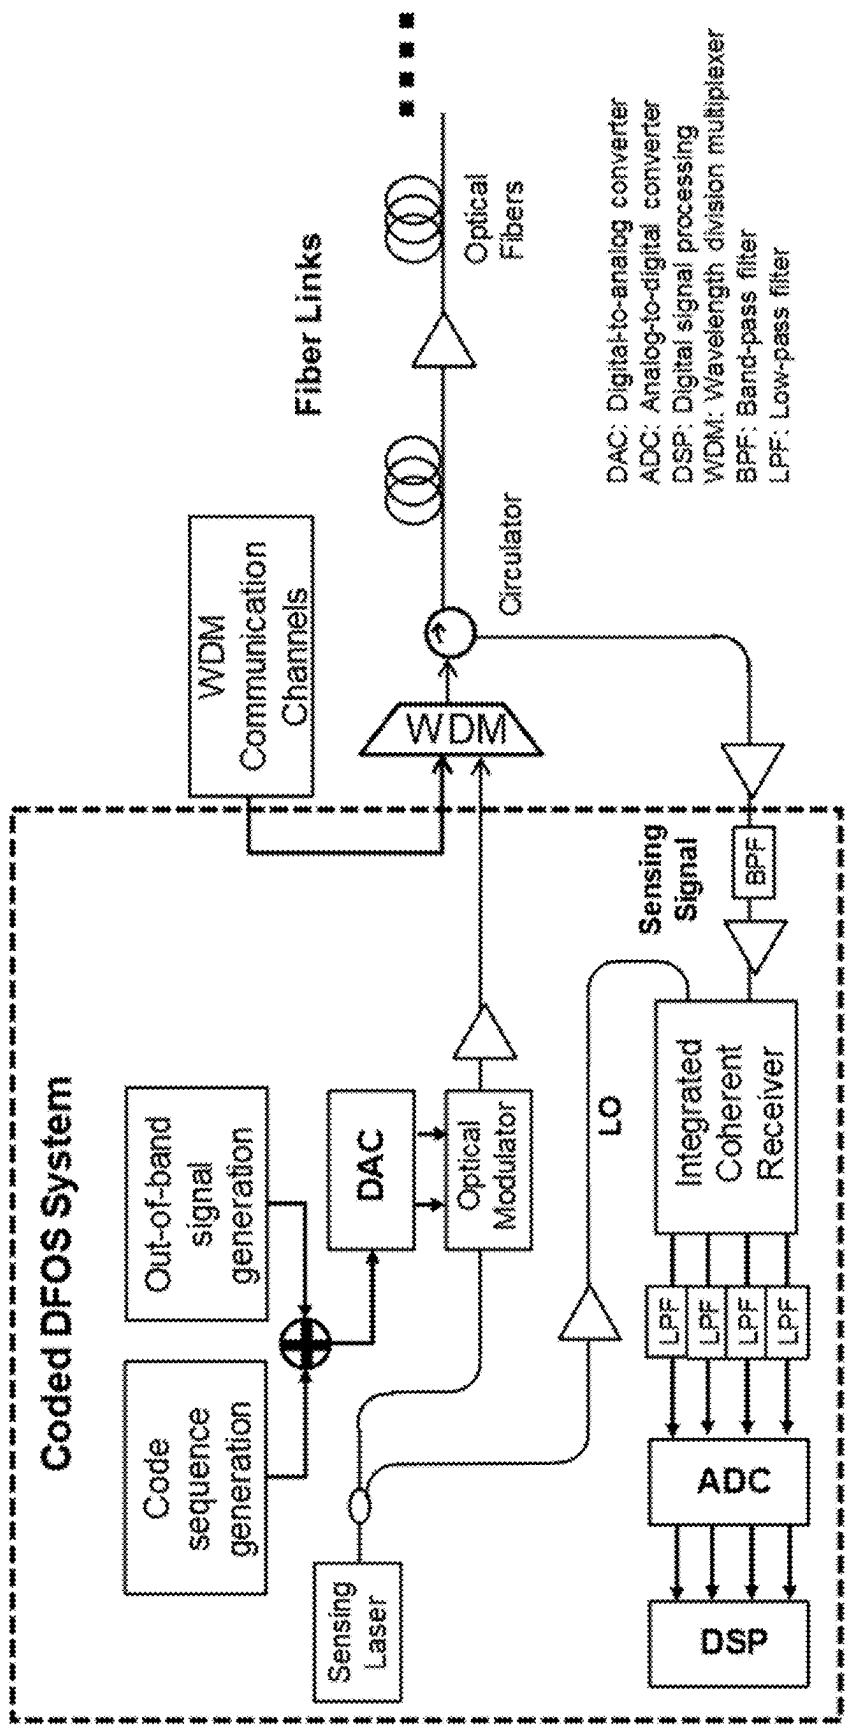 Coded DFOS System
Code
sequence
generation
Out-of-band
signal
generation
WDM
Communication
Channels
Fiber Links
Sensing
Laser
DAC
Optical
Modulator
WDM
Circulator
Optical
Fibers
LO
Sensing
Signal
BPF
Integrated
Coherent
Receiver
LPF
LPF
LPF
LPF
ADC
DSP
DAC: Digital-to-analog converter
ADC: Analog-to-digital converter
DSP: Digital signal processing
WDM: Wavelength division multiplexer
BPF: Band-pass filter
LPF: Low-pass filter